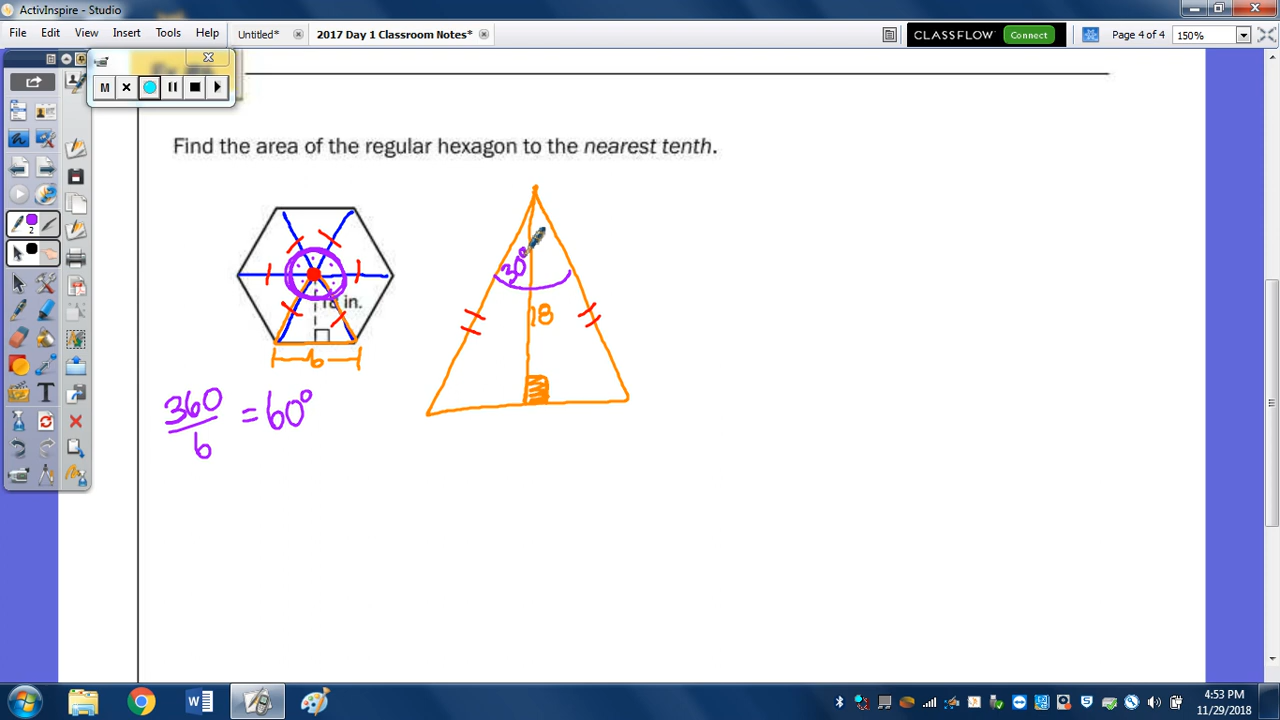 ActivInspire - Studio
File Edit View Insert Tools Help
Untitled* 2017 Day 1 Classroom Notes*
CLASSFLOW Connect
Page 4 of 4 150%
M
2
Find the area of the regular hexagon to the nearest tenth.
18 in.
b
30°
18
360/6 = 60°
4:53 PM
11/29/2018